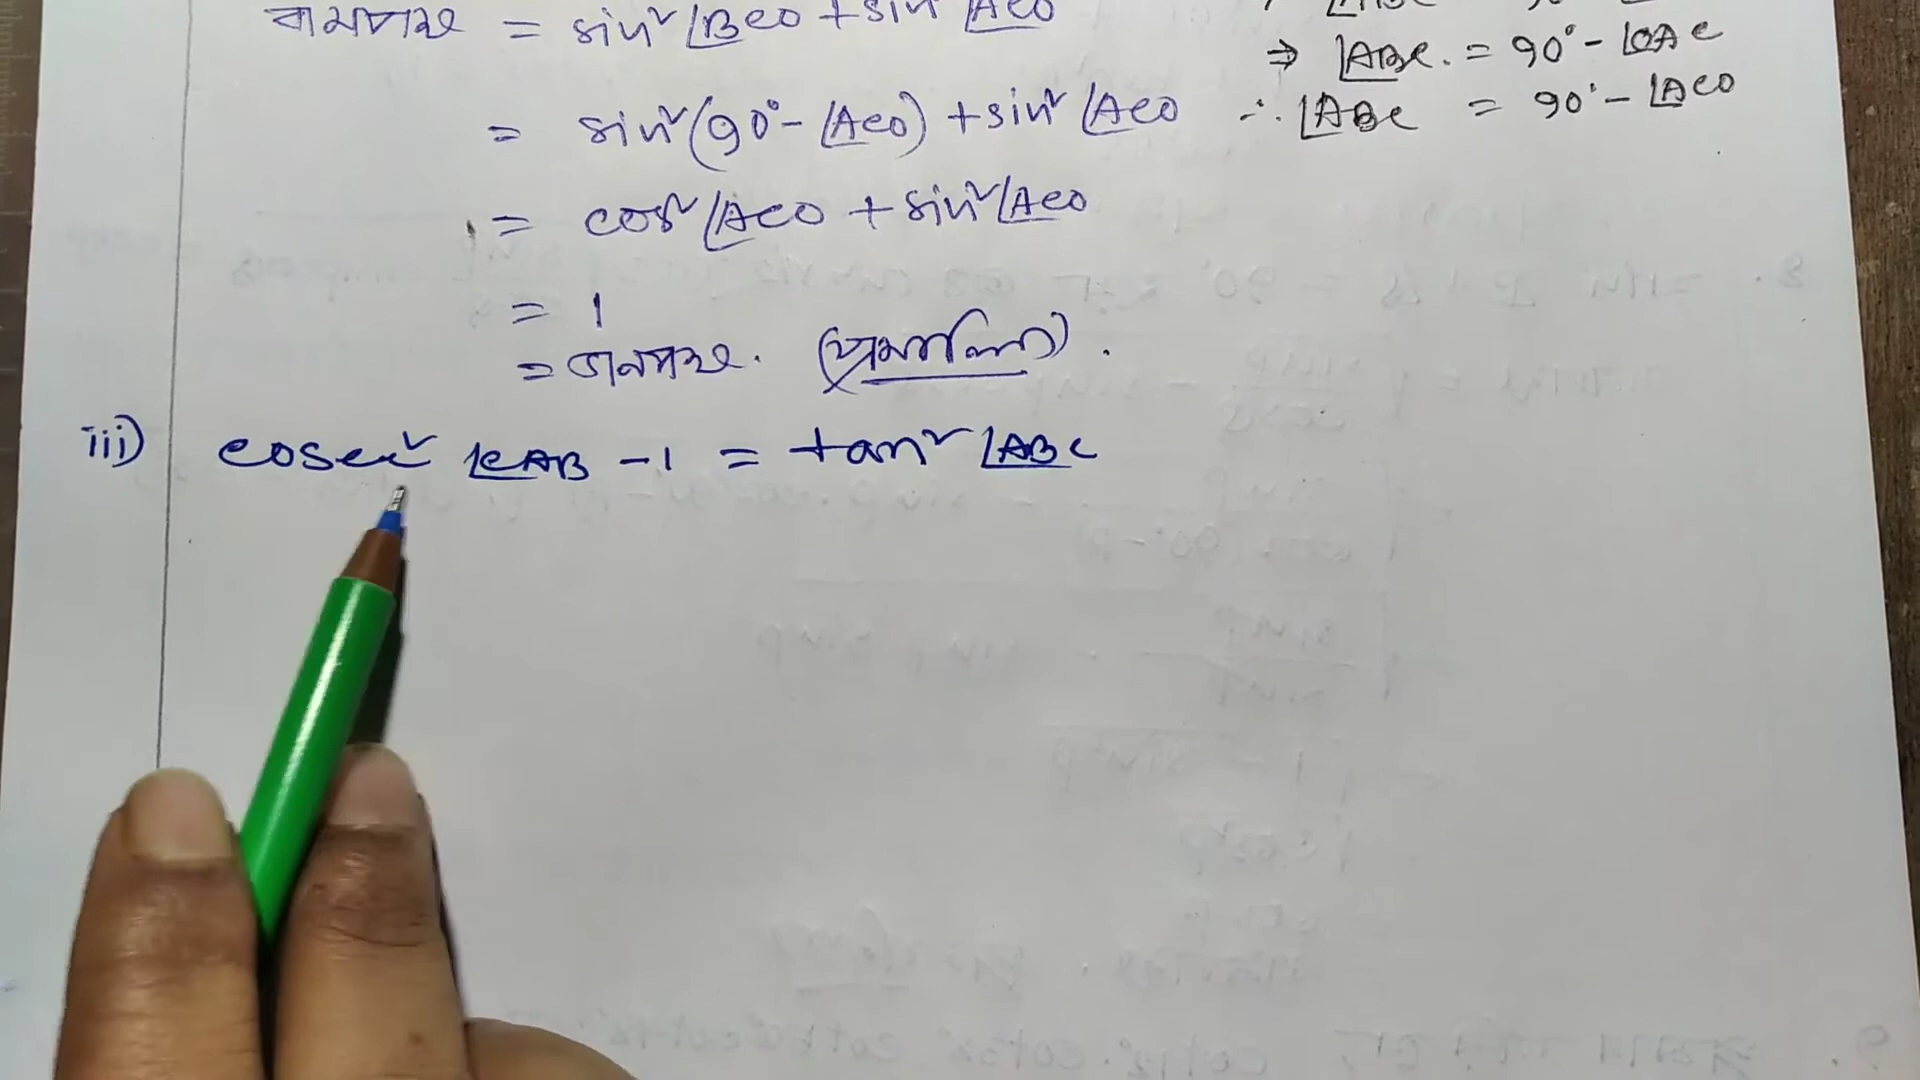 বামপক্ষ = sin² ∠BCO + sin² ∠ACO
⇒ ∠ABC. = 90° - ∠OAC
= sin²(90° - ∠ACO) + sin² ∠ACO ∴ ∠ABC = 90° - ∠ACO
= cos² ∠ACO + sin² ∠ACO
= 1
= ডানপক্ষ. (প্রমাণিত).
iii) cosec² ∠CAB - 1 = tan² ∠ABC